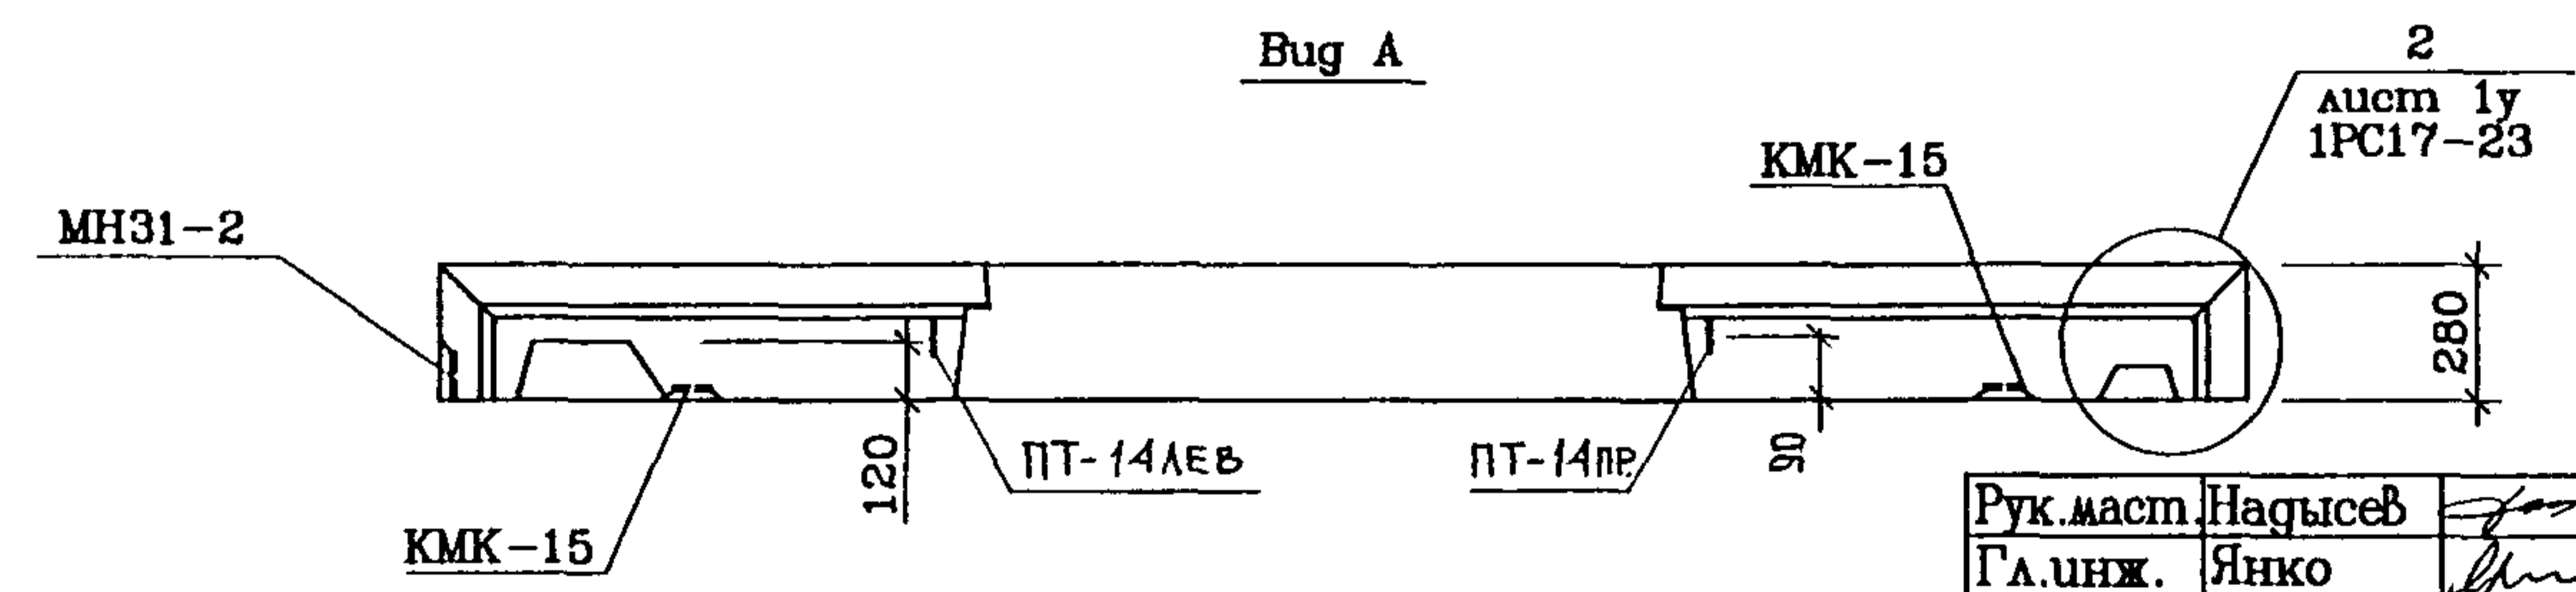 Вид А
2
лист 1у
1РС17-23
КМК-15
МН31-2
280
120
ПТ-14ЛЕВ
ПТ-14ПР
90
КМК-15
Рук.маст. Надысев
Гл.инж. Янко